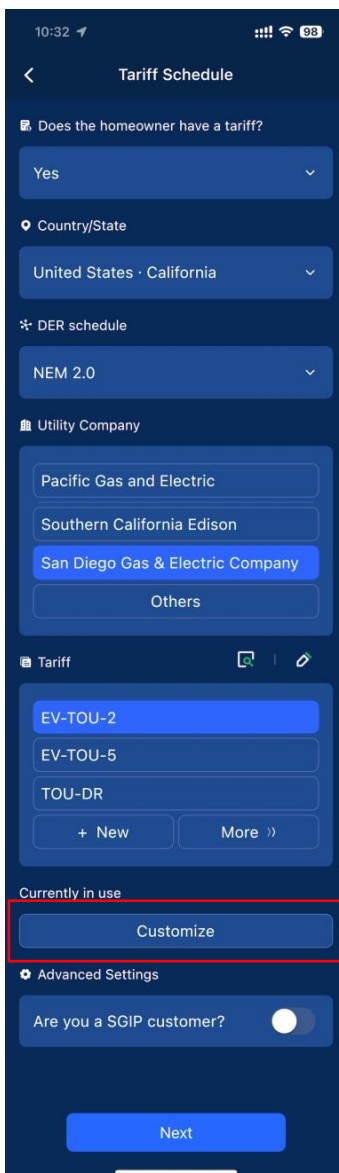 10:32
98
Tariff Schedule
Does the homeowner have a tariff?
Yes
Country/State
United States · California
DER schedule
NEM 2.0
Utility Company
Pacific Gas and Electric
Southern California Edison
San Diego Gas & Electric Company
Others
Tariff
EV-TOU-2
EV-TOU-5
TOU-DR
+ New
More
Currently in use
Customize
Advanced Settings
Are you a SGIP customer?
Next